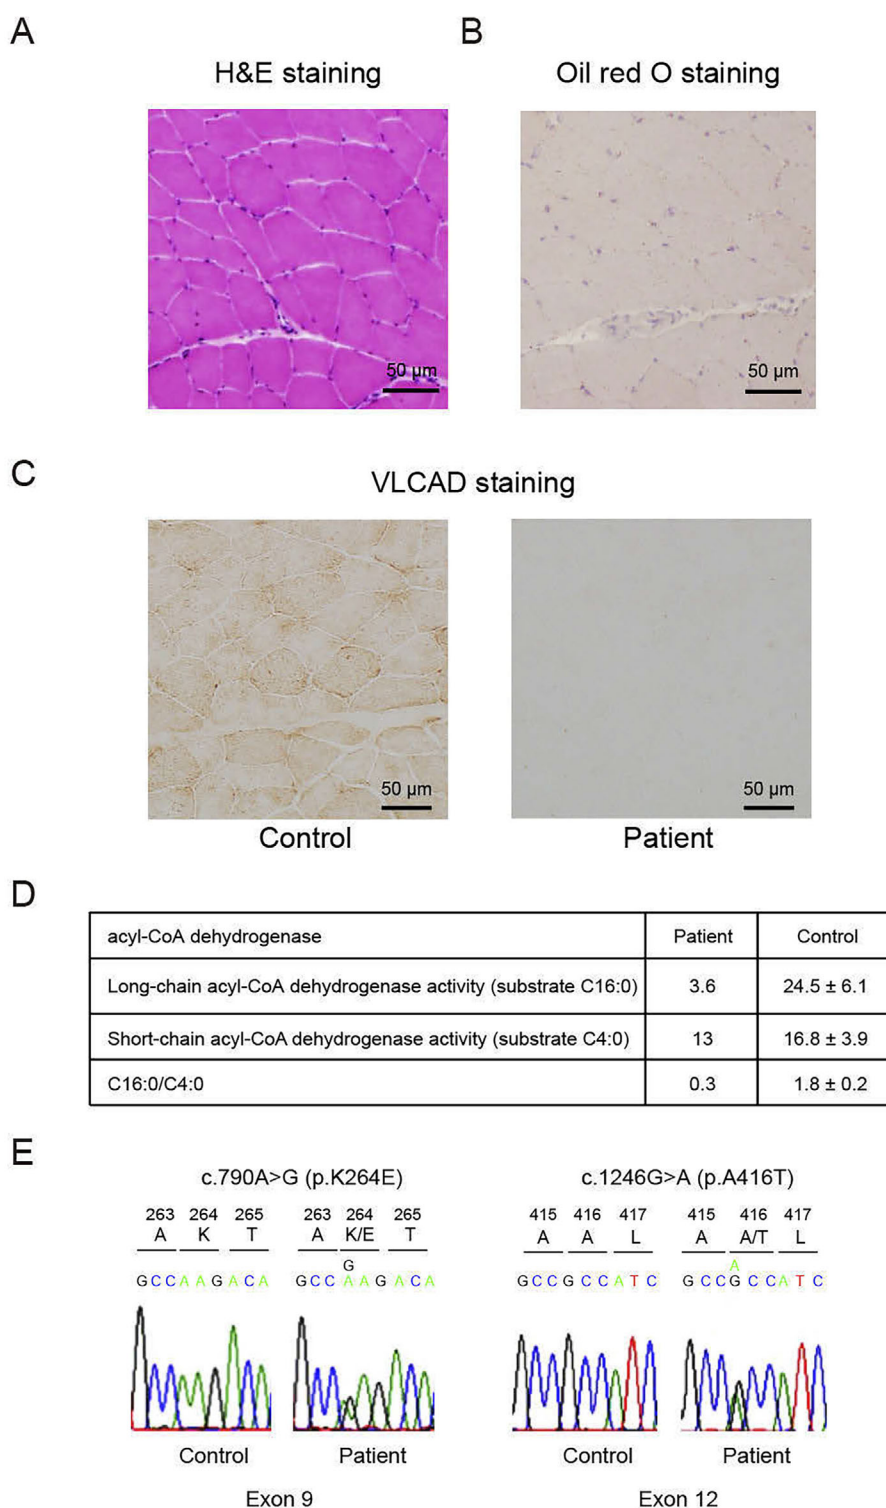 A
B
H&E staining
Oil red O staining
50 µm
50 µm
C
VLCAD staining
50 µm
50 µm
Control
Patient
D
acyl-CoA dehydrogenase Patient Control
Long-chain acyl-CoA dehydrogenase activity (substrate C16:0) 3.6 24.5 ± 6.1
Short-chain acyl-CoA dehydrogenase activity (substrate C4:0) 13 16.8 ± 3.9
C16:0/C4:0 0.3 1.8 ± 0.2
E
c.790A>G (p.K264E) c.1246G>A (p.A416T)
263 264 265 263 264 265 415 416 417 415 416 417
A K T A K/E T A A L A A/T L
G A
GCCAAGACA GCCAAGACA GCCGCCATC GCCGCCATC
Control Patient Control Patient
Exon 9 Exon 12